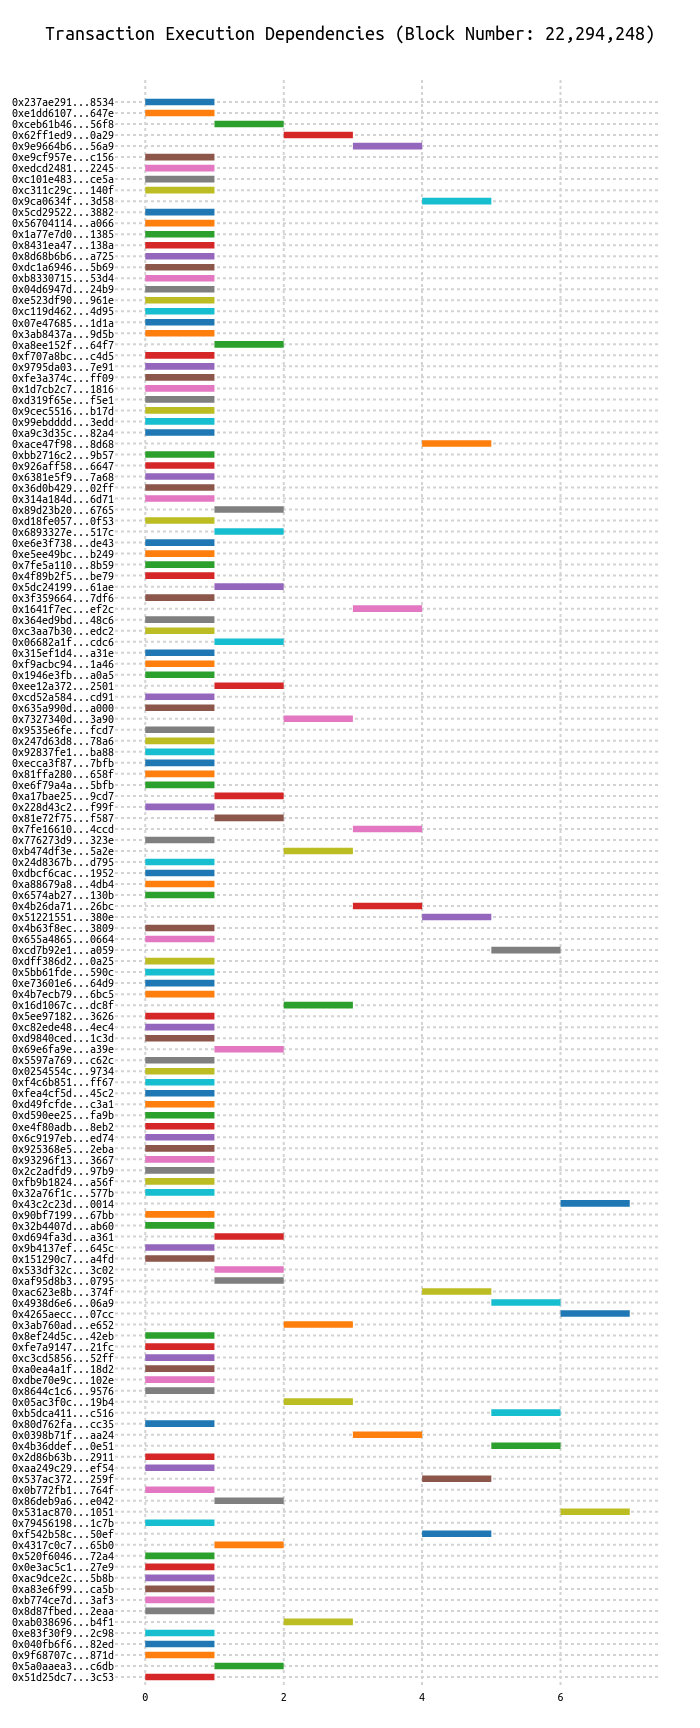 Transaction Execution Dependencies (Block Number: 22,294,248)
0x237ae291...8534
0xe1dd6107...647e
0xceb61b46...56f8
0x62ff1ed9...0a29
0x9e9664b6...56a9
0xe9cf957e...c156
0xedcd2481...2245
0xc101e483...ce5a
0xc311c29c...140f
0x9ca0634f...3d58
0x5cd29522...3882
0x56704114...a066
0x1a77e7d0...1385
0x8431ea47...138a
0x8d68b6b6...a725
0xdc1a6946...5b69
0xb8330715...53d4
0x04d6947d...24b9
0xe523df90...961e
0xc119d462...4d95
0x07e47685...1d1a
0x3ab8437a...9d5b
0xa8ee152f...64f7
0xf707a8bc...c4d5
0x9795da03...7e91
0xfe3a374c...ff09
0x1d7cb2c7...1816
0xd319f65e...f5e1
0x9cec5516...b17d
0x99ebdddd...3edd
0xa9c3d35c...82a4
0xace47f98...8d68
0xbb2716c2...9b57
0x926aff58...6647
0x6381e5f9...7a68
0x36d0b429...02ff
0x314a184d...6d71
0x89d23b20...6765
0xd18fe057...0f53
0x6893327e...517c
0xe6e3f738...de43
0xe5ee49bc...b249
0x7fe5a110...8b59
0x4f89b2f5...be79
0x5dc24199...61ae
0x3f359664...7df6
0x1641f7ec...ef2c
0x364ed9bd...48c6
0xc3aa7b30...edc2
0x06682a1f...cdc6
0x315ef1d4...a31e
0xf9acbc94...1a46
0x1946e3fb...a0a5
0xee12a372...2501
0xcd52a584...cd91
0x635a990d...a000
0x7327340d...3a90
0x9535e6fe...fcd7
0x247d63d8...78a6
0x92837fe1...ba88
0xecca3f87...7bfb
0x81ffa280...658f
0xe6f79a4a...5bfb
0xa17bae25...9cd7
0x228d43c2...f99f
0x81e72f75...f587
0x7fe16610...4ccd
0x776273d9...323e
0xb474df3e...5a2e
0x24d8367b...d795
0xdbcf6cac...1952
0xa88679a8...4db4
0x6574ab27...130b
0x4b26da71...26bc
0x51221551...380e
0x4b63f8ec...3809
0x655a4865...0664
0xcd7b92e1...a059
0xdff386d2...0a25
0x5bb61fde...590c
0xe73601e6...64d9
0x4b7ecb79...6bc5
0x16d1067c...dc8f
0x5ee97182...3626
0xc82ede48...4ec4
0xd9840ced...1c3d
0x69e6fa9e...a39e
0x5597a769...c62c
0x0254554c...9734
0xf4c6b851...ff67
0xfea4cf5d...45c2
0xd49fcfde...c3a1
0xd590ee25...fa9b
0xe4f80adb...8eb2
0x6c9197eb...ed74
0x925368e5...2eba
0x93296f13...3667
0x2c2adfd9...97b9
0xfb9b1824...a56f
0x32a76f1c...577b
0x43c2c23d...0014
0x90bf7199...67bb
0x32b4407d...ab60
0xd694fa3d...a361
0x9b4137ef...645c
0x151290c7...a4fd
0x533df32c...3c02
0xaf95d8b3...0795
0xac623e8b...374f
0x4938d6e6...06a9
0x4265aecc...07cc
0x3ab760ad...e652
0x8ef24d5c...42eb
0xfe7a9147...21fc
0xc3cd5856...52ff
0xa0ea4a1f...18d2
0xdbe70e9c...102e
0x8644c1c6...9576
0x05ac3f0c...19b4
0xb5dca411...c516
0x80d762fa...cc35
0x0398b71f...aa24
0x4b36ddef...0e51
0x2d86b63b...2911
0xaa249c29...ef54
0x537ac372...259f
0x0b772fb1...764f
0x86deb9a6...e042
0x531ac870...1051
0x79456198...1c7b
0xf542b58c...50ef
0x4317c0c7...65b0
0x520f6046...72a4
0x0e3ac5c1...27e9
0xac9dce2c...5b8b
0xa83e6f99...ca5b
0xb774ce7d...3af3
0x8d87fbed...2eaa
0xab038696...b4f1
0xe83f30f9...2c98
0x040fb6f6...82ed
0x9f68707c...871d
0x5a0aaea3...c6db
0x51d25dc7...3c53
0 2 4 6